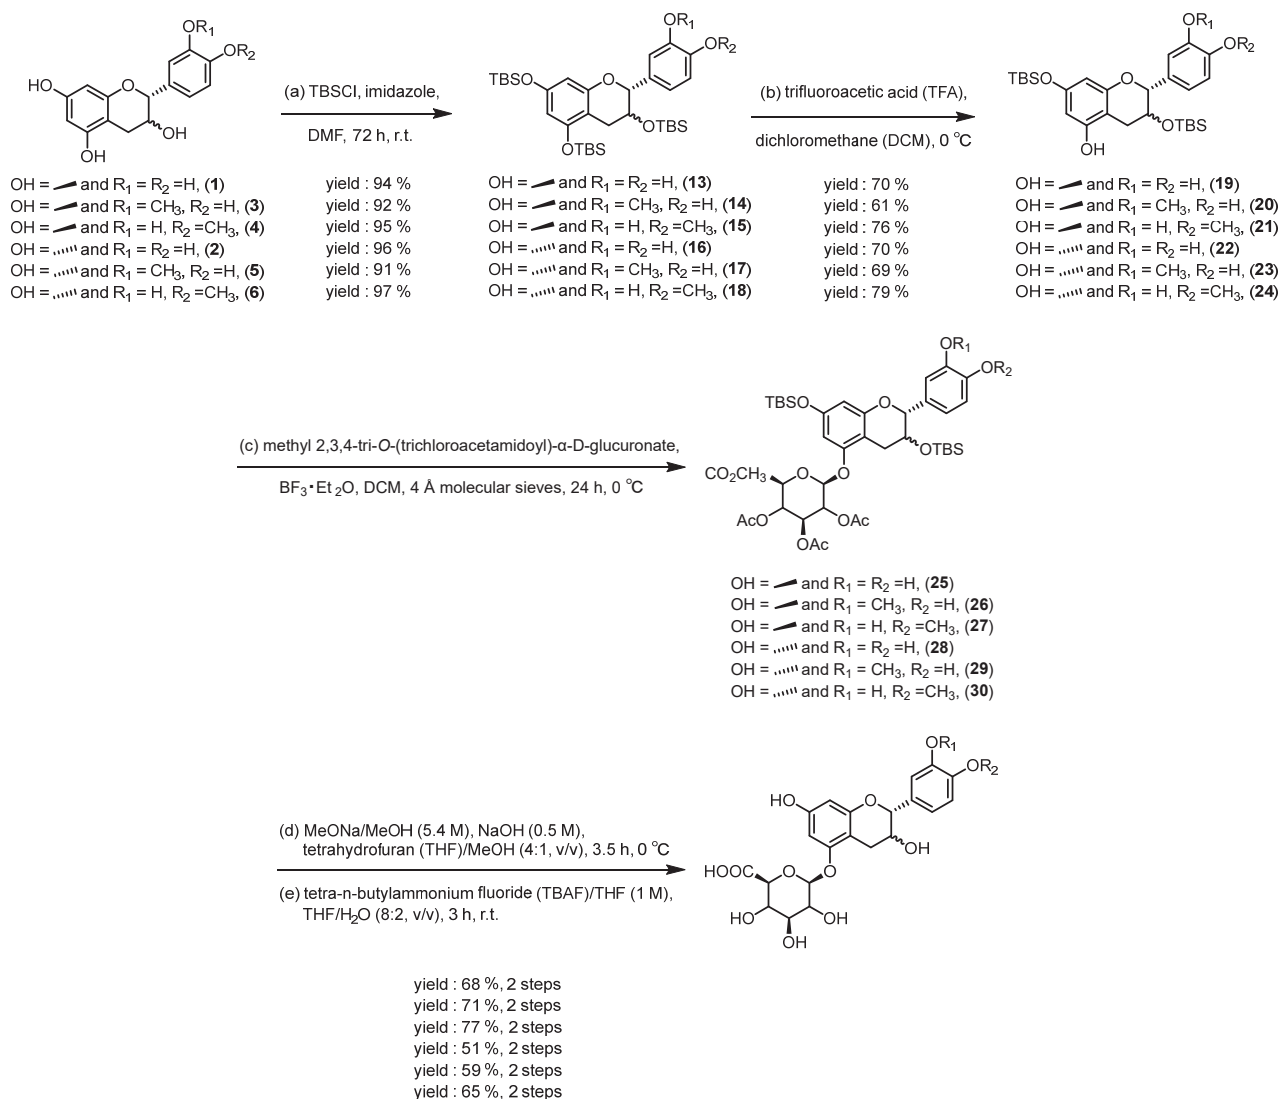 OR1
OR2
HO
O
OH
OH
(a) TBSCI, imidazole,
DMF, 72 h, r.t.
OR1
OR2
TBSO
O
OTBS
OTBS
(b) trifluoroacetic acid (TFA),
dichloromethane (DCM), 0 °C
OR1
OR2
TBSO
O
OTBS
OH
OH = and R1 = R2 =H, (1)
OH = and R1 = CH3, R2 =H, (3)
OH = and R1 = H, R2 =CH3, (4)
OH = and R1 = R2 =H, (2)
OH = and R1 = CH3, R2 =H, (5)
OH = and R1 = H, R2 =CH3, (6)
yield : 94 %
yield : 92 %
yield : 95 %
yield : 96 %
yield : 91 %
yield : 97 %
OH = and R1 = R2 =H, (13)
OH = and R1 = CH3, R2 =H, (14)
OH = and R1 = H, R2 =CH3, (15)
OH = and R1 = R2 =H, (16)
OH = and R1 = CH3, R2 =H, (17)
OH = and R1 = H, R2 =CH3, (18)
yield : 70 %
yield : 61 %
yield : 76 %
yield : 70 %
yield : 69 %
yield : 79 %
OH = and R1 = R2 =H, (19)
OH = and R1 = CH3, R2 =H, (20)
OH = and R1 = H, R2 =CH3, (21)
OH = and R1 = R2 =H, (22)
OH = and R1 = CH3, R2 =H, (23)
OH = and R1 = H, R2 =CH3, (24)
(c) methyl 2,3,4-tri-O-(trichloroacetamidoyl)-α-D-glucuronate,
BF3·Et2O, DCM, 4 Å molecular sieves, 24 h, 0 °C
OR1
OR2
TBSO
O
OTBS
CO2CH3
O
O
AcO
OAc
OAc
OH = and R1 = R2 =H, (25)
OH = and R1 = CH3, R2 =H, (26)
OH = and R1 = H, R2 =CH3, (27)
OH = and R1 = R2 =H, (28)
OH = and R1 = CH3, R2 =H, (29)
OH = and R1 = H, R2 =CH3, (30)
(d) MeONa/MeOH (5.4 M), NaOH (0.5 M),
tetrahydrofuran (THF)/MeOH (4:1, v/v), 3.5 h, 0 °C
(e) tetra-n-butylammonium fluoride (TBAF)/THF (1 M),
THF/H2O (8:2, v/v), 3 h, r.t.
OR1
OR2
HO
O
OH
HOOC
O
O
HO
OH
OH
yield : 68 %, 2 steps
yield : 71 %, 2 steps
yield : 77 %, 2 steps
yield : 51 %, 2 steps
yield : 59 %, 2 steps
yield : 65 %, 2 steps